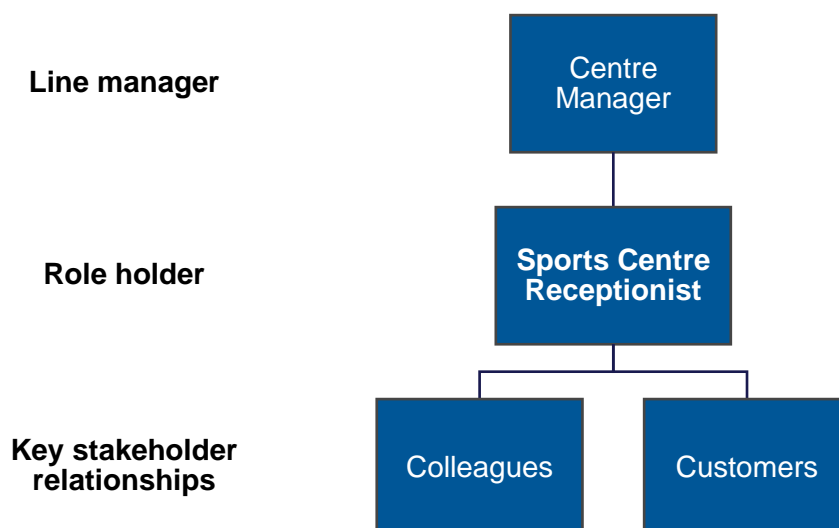 Line manager
Centre
Manager
Role holder
Sports Centre
Receptionist
Key stakeholder
relationships
Colleagues
Customers